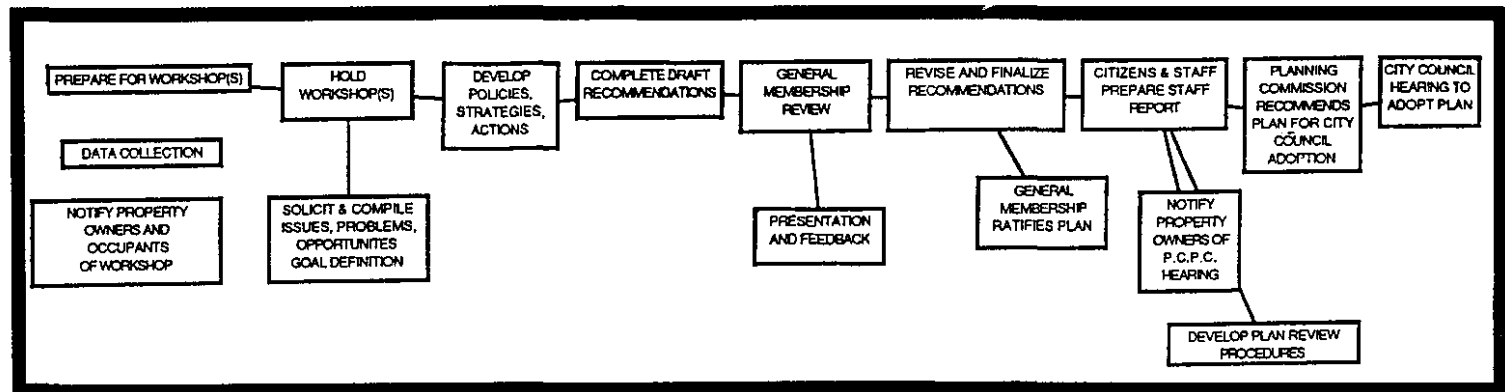 PREPARE FOR WORKSHOP(S)
DATA COLLECTION
NOTIFY PROPERTY
OWNERS AND
OCCUPANTS
OF WORKSHOP
HOLD
WORKSHOP(S)
SOLICIT & COMPILE
ISSUES, PROBLEMS,
OPPORTUNITES
GOAL DEFINITION
DEVELOP
POLICIES,
STRATEGIES,
ACTIONS
COMPLETE DRAFT
RECOMMENDATIONS
GENERAL
MEMBERSHIP
REVIEW
PRESENTATION
AND FEEDBACK
REVISE AND FINALIZE
RECOMMENDATIONS
GENERAL
MEMBERSHIP
RATIFIES PLAN
CITIZENS & STAFF
PREPARE STAFF
REPORT
NOTIFY
PROPERTY
OWNERS OF
P.C.P.C.
HEARING
DEVELOP PLAN REVIEW
PROCEDURES
PLANNING
COMMISSION
RECOMMENDS
PLAN FOR CITY
COUNCIL
ADOPTION
CITY COUNCIL
HEARING TO
ADOPT PLAN